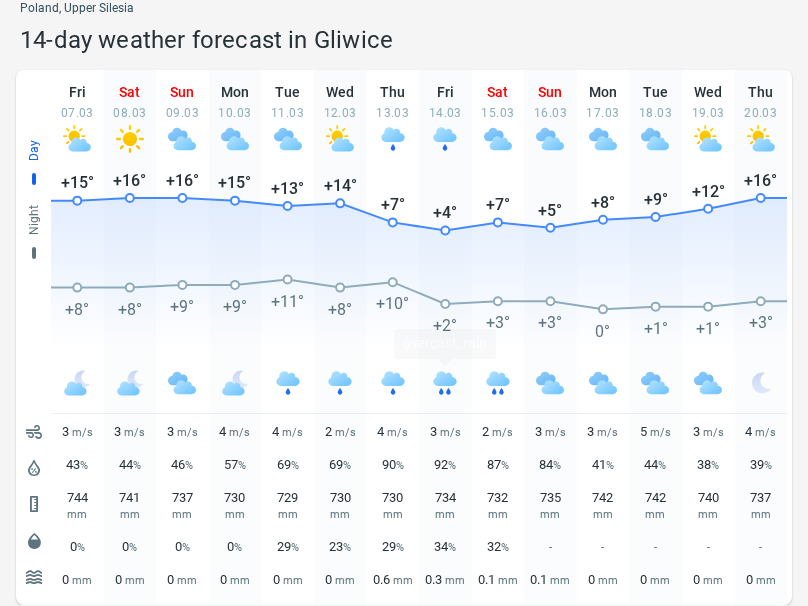 Poland, Upper Silesia
14-day weather forecast in Gliwice
Fri Sat Sun Mon Tue Wed Thu Fri Sat Sun Mon Tue Wed Thu
07.03 08.03 09.03 10.03 11.03 12.03 13.03 14.03 15.03 16.03 17.03 18.03 19.03 20.03
Day
+15° +16° +16° +15° +13° +14° +7° +4° +7° +5° +8° +9° +12° +16°
Night
+8° +8° +9° +9° +11° +8° +10° +2° +3° +3° 0° +1° +1° +3°
overcast, rain
3 m/s 3 m/s 3 m/s 4 m/s 4 m/s 2 m/s 4 m/s 3 m/s 2 m/s 3 m/s 3 m/s 5 m/s 3 m/s 4 m/s
43% 44% 46% 57% 69% 69% 90% 92% 87% 84% 41% 44% 38% 39%
744 741 737 730 729 730 730 734 732 735 742 742 740 737
mm mm mm mm mm mm mm mm mm mm mm mm mm mm
0% 0% 0% 0% 29% 23% 29% 34% 32% - - - - -
0 mm 0 mm 0 mm 0 mm 0 mm 0 mm 0.6 mm 0.3 mm 0.1 mm 0.1 mm 0 mm 0 mm 0 mm 0 mm